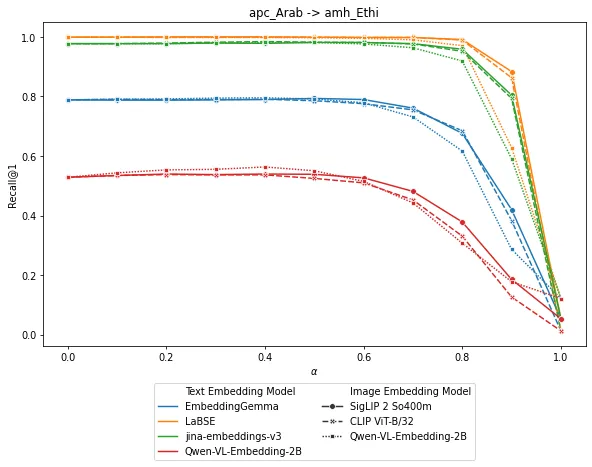 apc_Arab -> amh_Ethi
Recall@1
1.0
0.8
0.6
0.4
0.2
0.0
0.0 0.2 0.4 0.6 0.8 1.0
α
Text Embedding Model
EmbeddingGemma
LaBSE
jina-embeddings-v3
Qwen-VL-Embedding-2B
Image Embedding Model
SigLIP 2 So400m
CLIP ViT-B/32
Qwen-VL-Embedding-2B